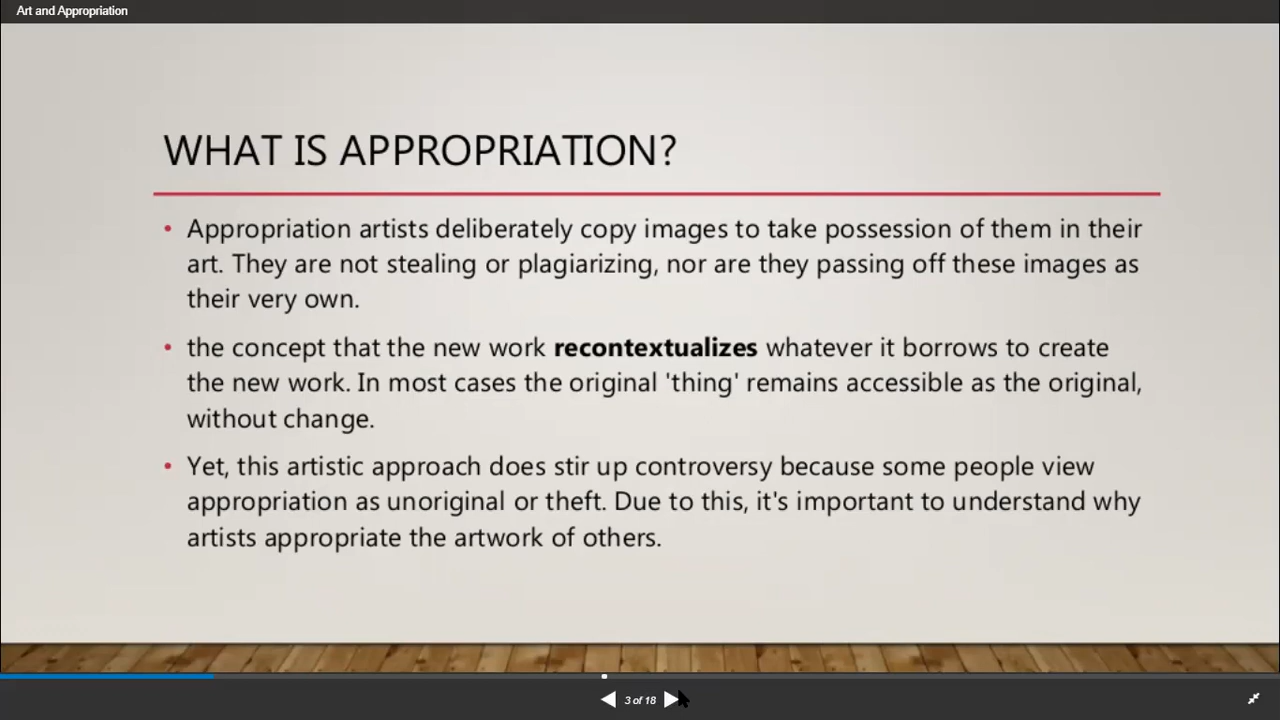 Art and Appropriation
WHAT IS APPROPRIATION?
• Appropriation artists deliberately copy images to take possession of them in their
art. They are not stealing or plagiarizing, nor are they passing off these images as
their very own.
• the concept that the new work recontextualizes whatever it borrows to create
the new work. In most cases the original 'thing' remains accessible as the original,
without change.
• Yet, this artistic approach does stir up controversy because some people view
appropriation as unoriginal or theft. Due to this, it's important to understand why
artists appropriate the artwork of others.
3 of 18